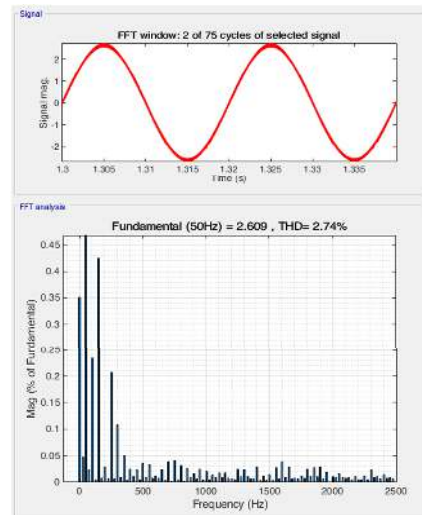 Signal
FFT window: 2 of 75 cycles of selected signal
Signal mag.
2
1
0
-1
-2
1.3 1.305 1.31 1.315 1.32 1.325 1.33 1.335
Time (s)
FFT analysis
Fundamental (50Hz) = 2.609 , THD= 2.74%
Mag (% of Fundamental)
0.45
0.4
0.35
0.3
0.25
0.2
0.15
0.1
0.05
0
0 500 1000 1500 2000 2500
Frequency (Hz)